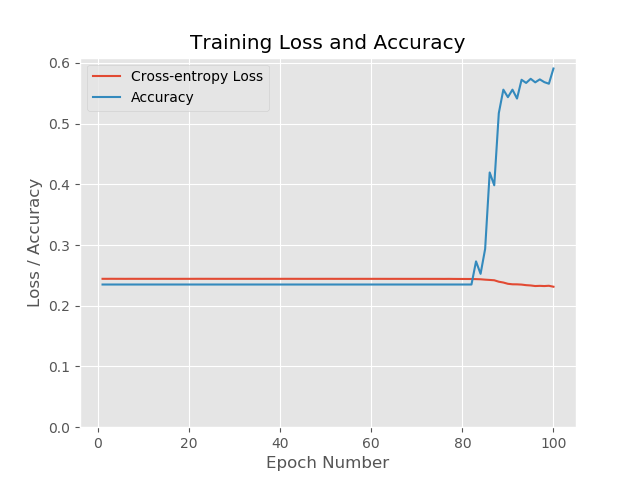 Training Loss and Accuracy
Cross-entropy Loss
Accuracy
Loss / Accuracy
0.6
0.5
0.4
0.3
0.2
0.1
0.0
0 20 40 60 80 100
Epoch Number